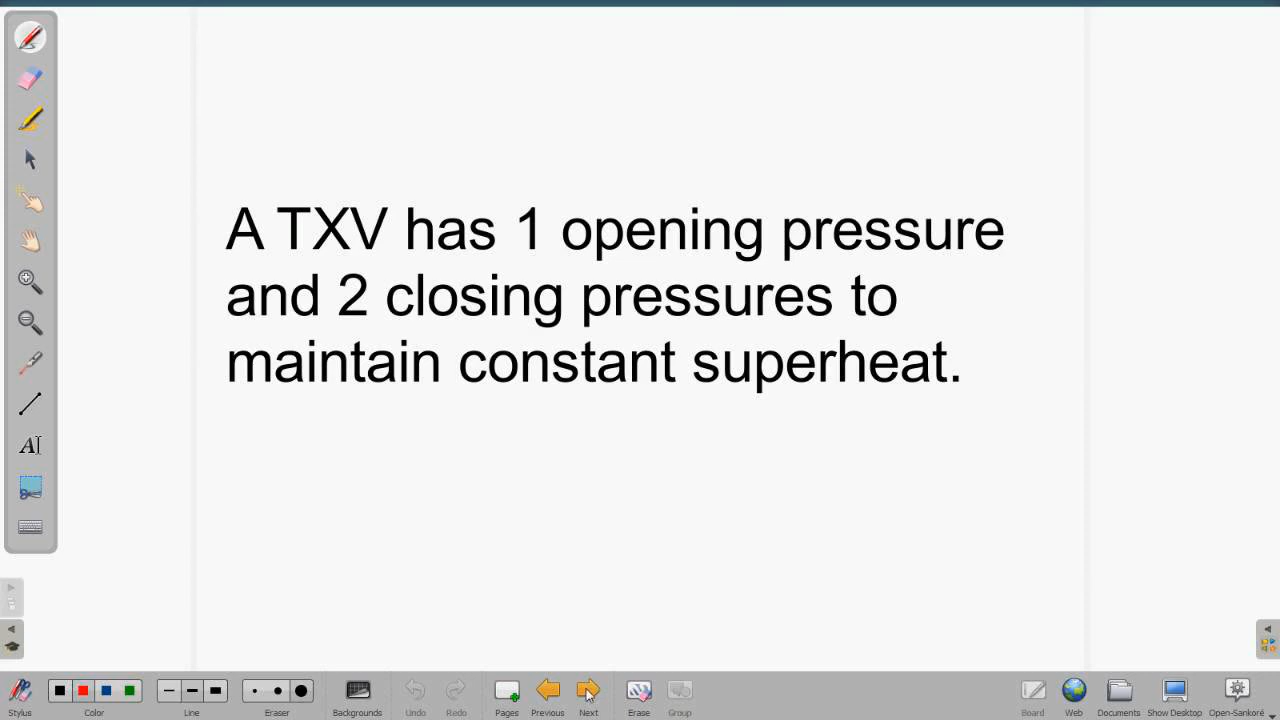 A TXV has 1 opening pressure
and 2 closing pressures to
maintain constant superheat.
Stylus
Color
Line
Eraser
Backgrounds
Undo
Redo
Pages
Previous
Next
Erase
Group
Board
Web
Documents
Show Desktop
Open-Sankoré